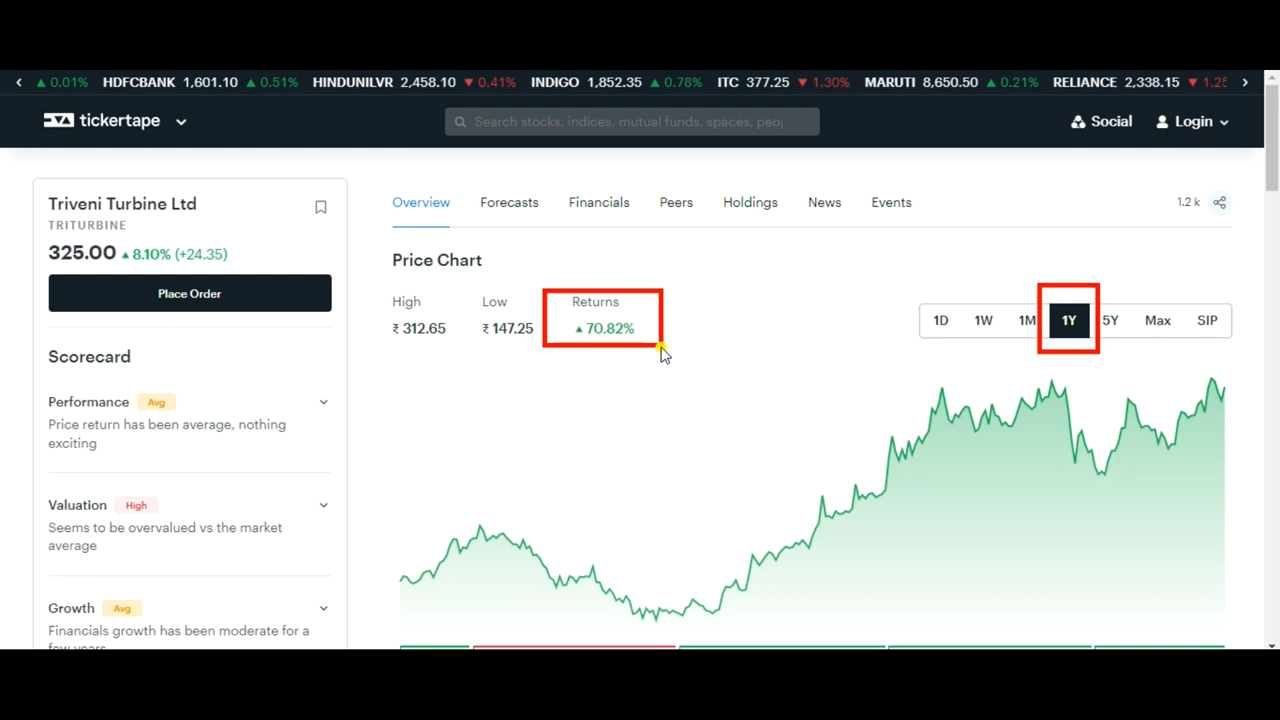 0.01% HDFCBANK 1,601.10 0.51% HINDUNILVR 2,458.10 0.41% INDIGO 1,852.35 0.78% ITC 377.25 1.30% MARUTI 8,650.50 0.21% RELIANCE 2,338.15
tickertape Search stocks, indices, mutual funds, spaces, Social Login
Triveni Turbine Ltd
TRITURBINE
325.00 8.10% (+24.35)
Place Order
Scorecard
Performance Avg
Price return has been average, nothing
exciting
Valuation High
Seems to be overvalued vs the market
average
Growth Avg
Financials growth has been moderate for a
few years
Overview Forecasts Financials Peers Holdings News Events 1.2 k
Price Chart
High Low Returns
₹ 312.65 ₹ 147.25 70.82%
1D 1W 1M 1Y 5Y Max SIP